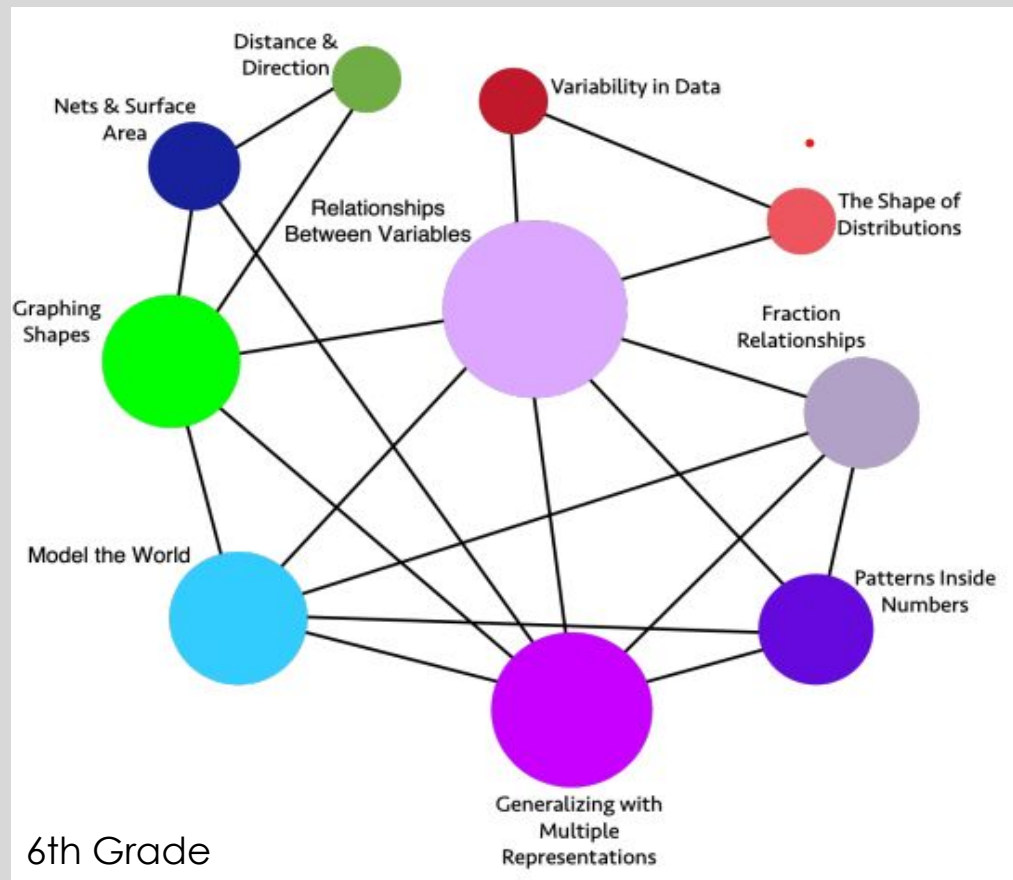 Distance &
Direction
Variability in Data
Nets & Surface
Area
The Shape of
Distributions
Relationships
Between Variables
Graphing
Shapes
Fraction
Relationships
Model the World
Patterns Inside
Numbers
Generalizing with
Multiple
Representations
6th Grade